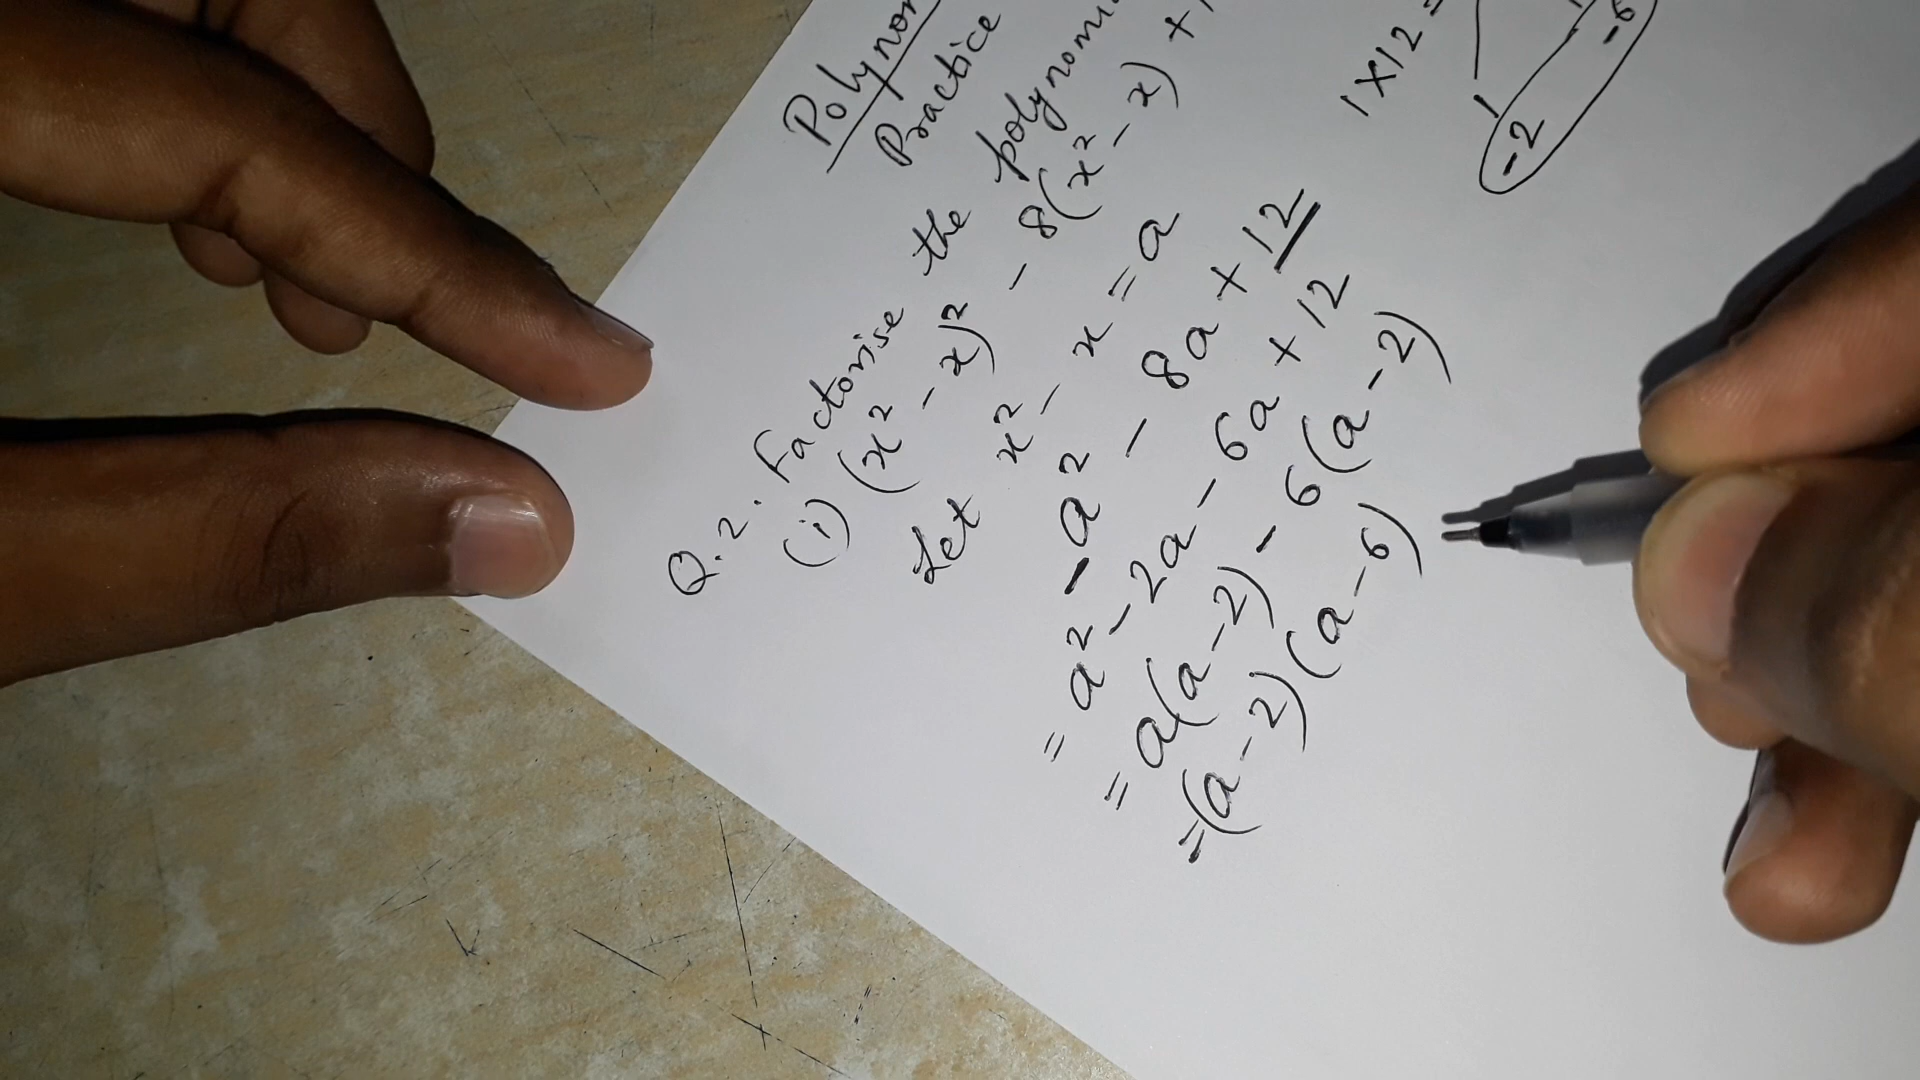 Polynom
Practice
Q.2. Factorise the polynomi
(i) (x² - x)² - 8(x² - x) +
Let x² - x = a
- a² - 8a + 12
= a² - 2a - 6a + 12
= a(a - 2) - 6(a - 2)
= (a - 2)(a - 6)
1 × 12 =
-2 -6